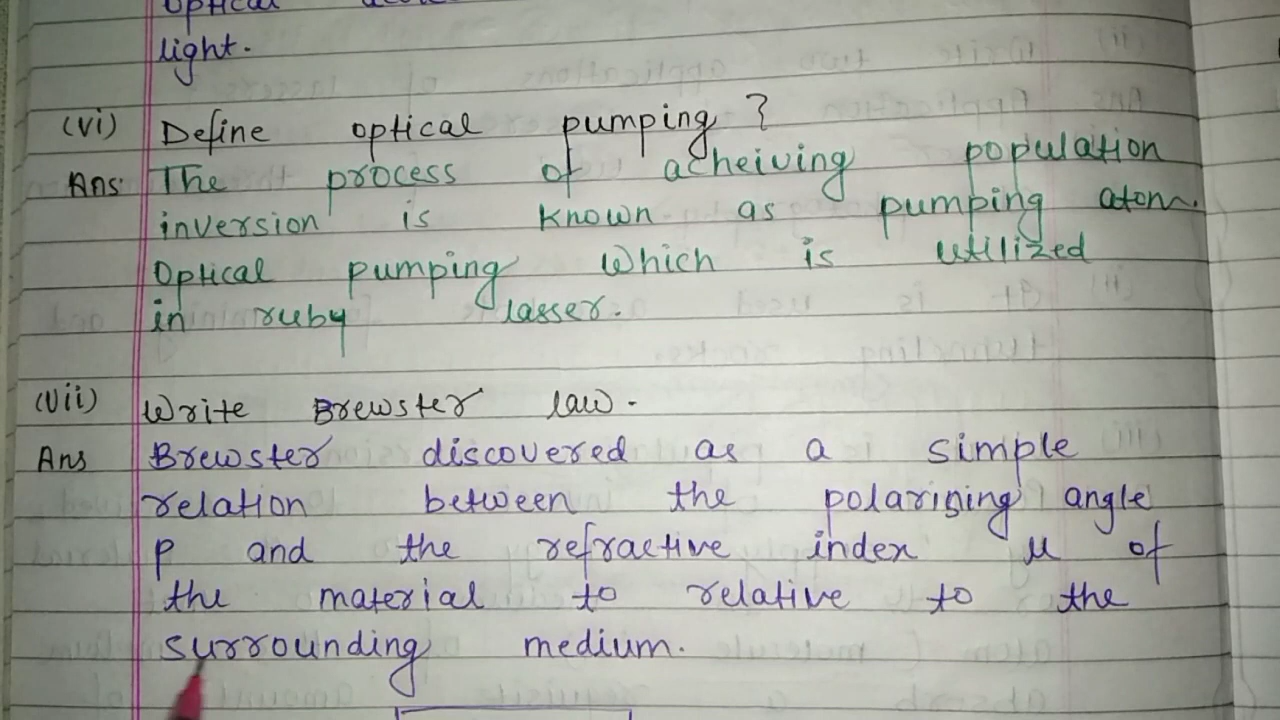 optical
light.
(vi) Define optical pumping?
Ans. The process of acheiving population
inversion is known as pumping atom.
Optical pumping which is utilized
in ruby lasser.
(vii) Write Brewster law.
Ans Brewster discovered as a simple
relation between the polarizing angle
P and the refractive index μ of
the material to relative to the
surrounding medium.